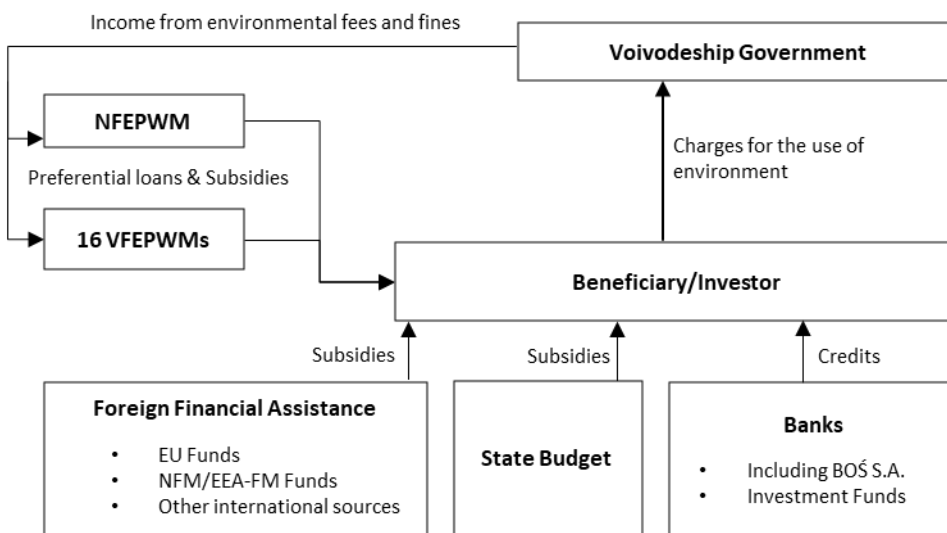 Income from environmental fees and fines
Voivodeship Government
NFEPWM
Charges for the use of
environment
Preferential loans & Subsidies
16 VFEPWMs
Beneficiary/Investor
Subsidies
Subsidies
Credits
Foreign Financial Assistance
• EU Funds
• NFM/EEA-FM Funds
• Other international sources
State Budget
Banks
• Including BOŚ S.A.
• Investment Funds